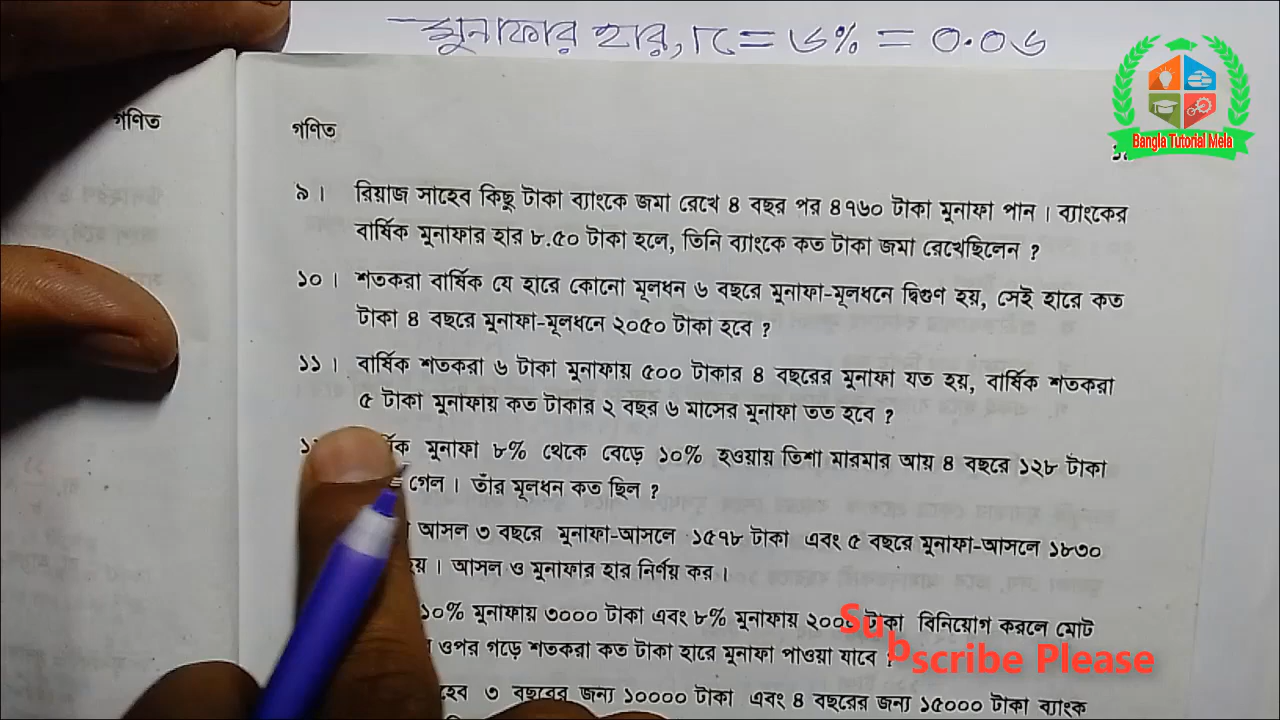 মুনাফার হার, r = ৬% = ০.০৬
গণিত
গণিত
Bangla Tutorial Mela
৯। রিয়াজ সাহেব কিছু টাকা ব্যাংকে জমা রেখে ৪ বছর পর ৪৭৬০ টাকা মুনাফা পান। ব্যাংকের
বার্ষিক মুনাফার হার ৮.৫০ টাকা হলে, তিনি ব্যাংকে কত টাকা জমা রেখেছিলেন ?
১০। শতকরা বার্ষিক যে হারে কোনো মূলধন ৬ বছরে মুনাফা-মূলধনে দ্বিগুণ হয়, সেই হারে কত
টাকা ৪ বছরে মুনাফা-মূলধনে ২০৫০ টাকা হবে ?
১১। বার্ষিক শতকরা ৬ টাকা মুনাফায় ৫০০ টাকার ৪ বছরের মুনাফা যত হয়, বার্ষিক শতকরা
৫ টাকা মুনাফায় কত টাকার ২ বছর ৬ মাসের মুনাফা তত হবে ?
মুনাফা ৮% থেকে বেড়ে ১০% হওয়ায় তিশা মারমার আয় ৪ বছরে ১২৮ টাকা
গেল। তাঁর মূলধন কত ছিল ?
আসল ৩ বছরে মুনাফা-আসলে ১৫৭৮ টাকা এবং ৫ বছরে মুনাফা-আসলে ১৮৩০
হয়। আসল ও মুনাফার হার নির্ণয় কর।
১০% মুনাফায় ৩০০০ টাকা এবং ৮% মুনাফায় ২০০০ টাকা বিনিয়োগ করলে মোট
ওপর গড়ে শতকরা কত টাকা হারে মুনাফা পাওয়া যাবে ?
Subscribe Please
৩ বছরের জন্য ১০০০০ টাকা এবং ৪ বছরের জন্য ১৫০০০ টাকা ব্যাংক